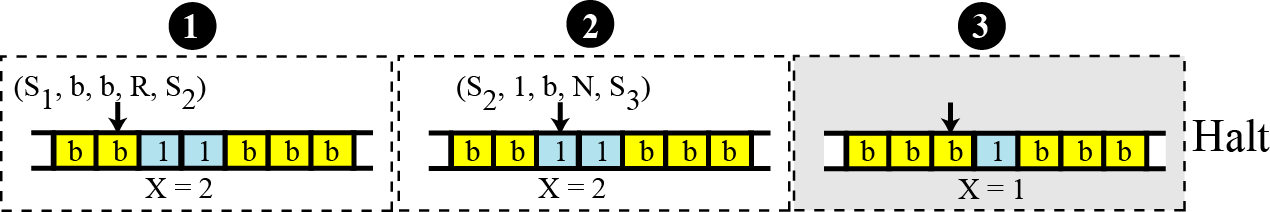 1 2 3
(S1, b, b, R, S2) (S2, 1, b, N, S3)
b b 1 1 b b b b b 1 1 b b b b b b 1 b b b Halt
X = 2 X = 2 X = 1